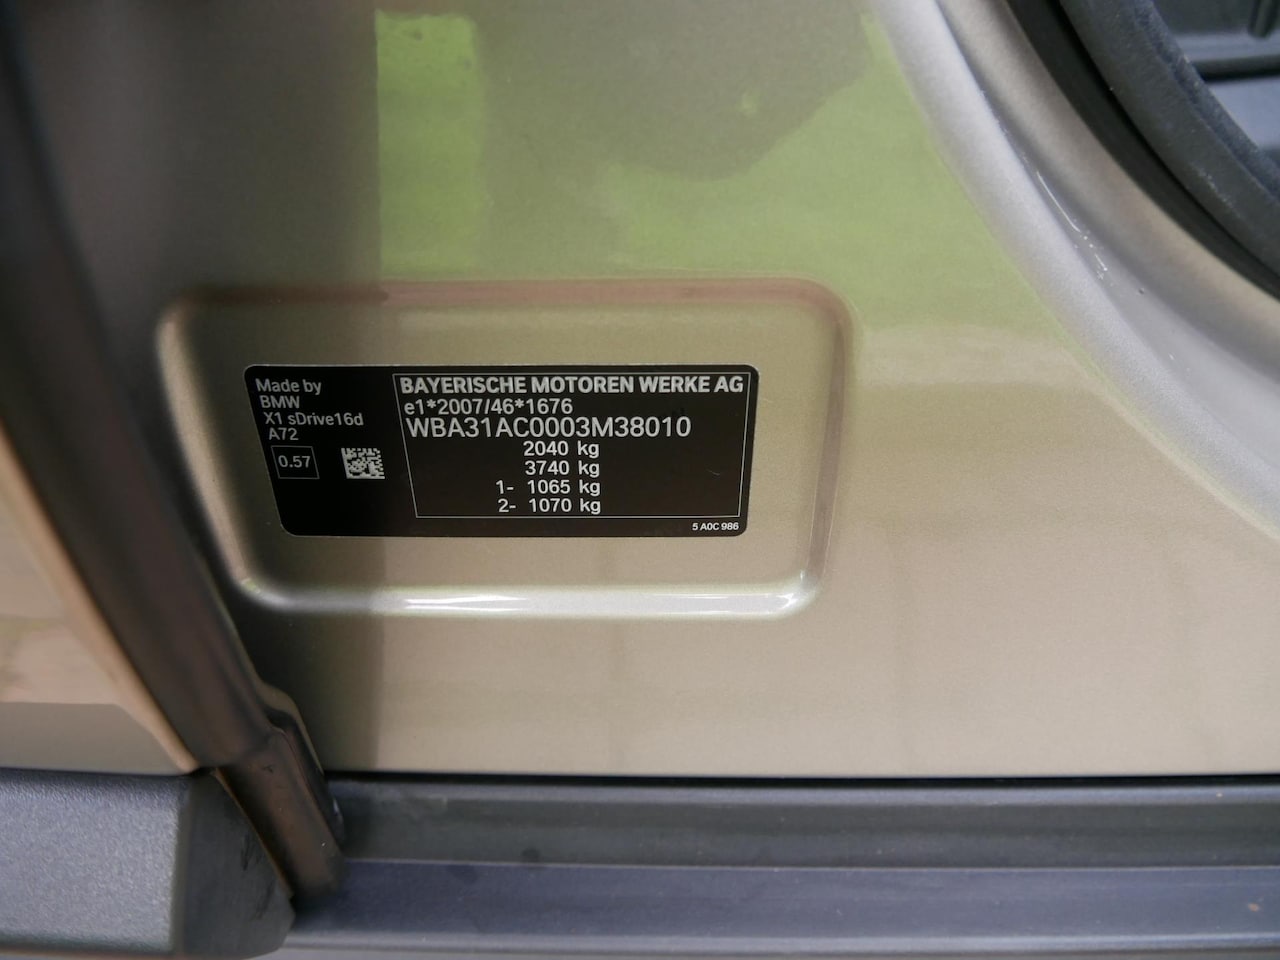 Made by
BMW
X1 sDrive16d
A72
0.57
BAYERISCHE MOTOREN WERKE AG
e1*2007/46*1676
WBA31AC0003M38010
2040 kg
3740 kg
1- 1065 kg
2- 1070 kg
5 A0C 986